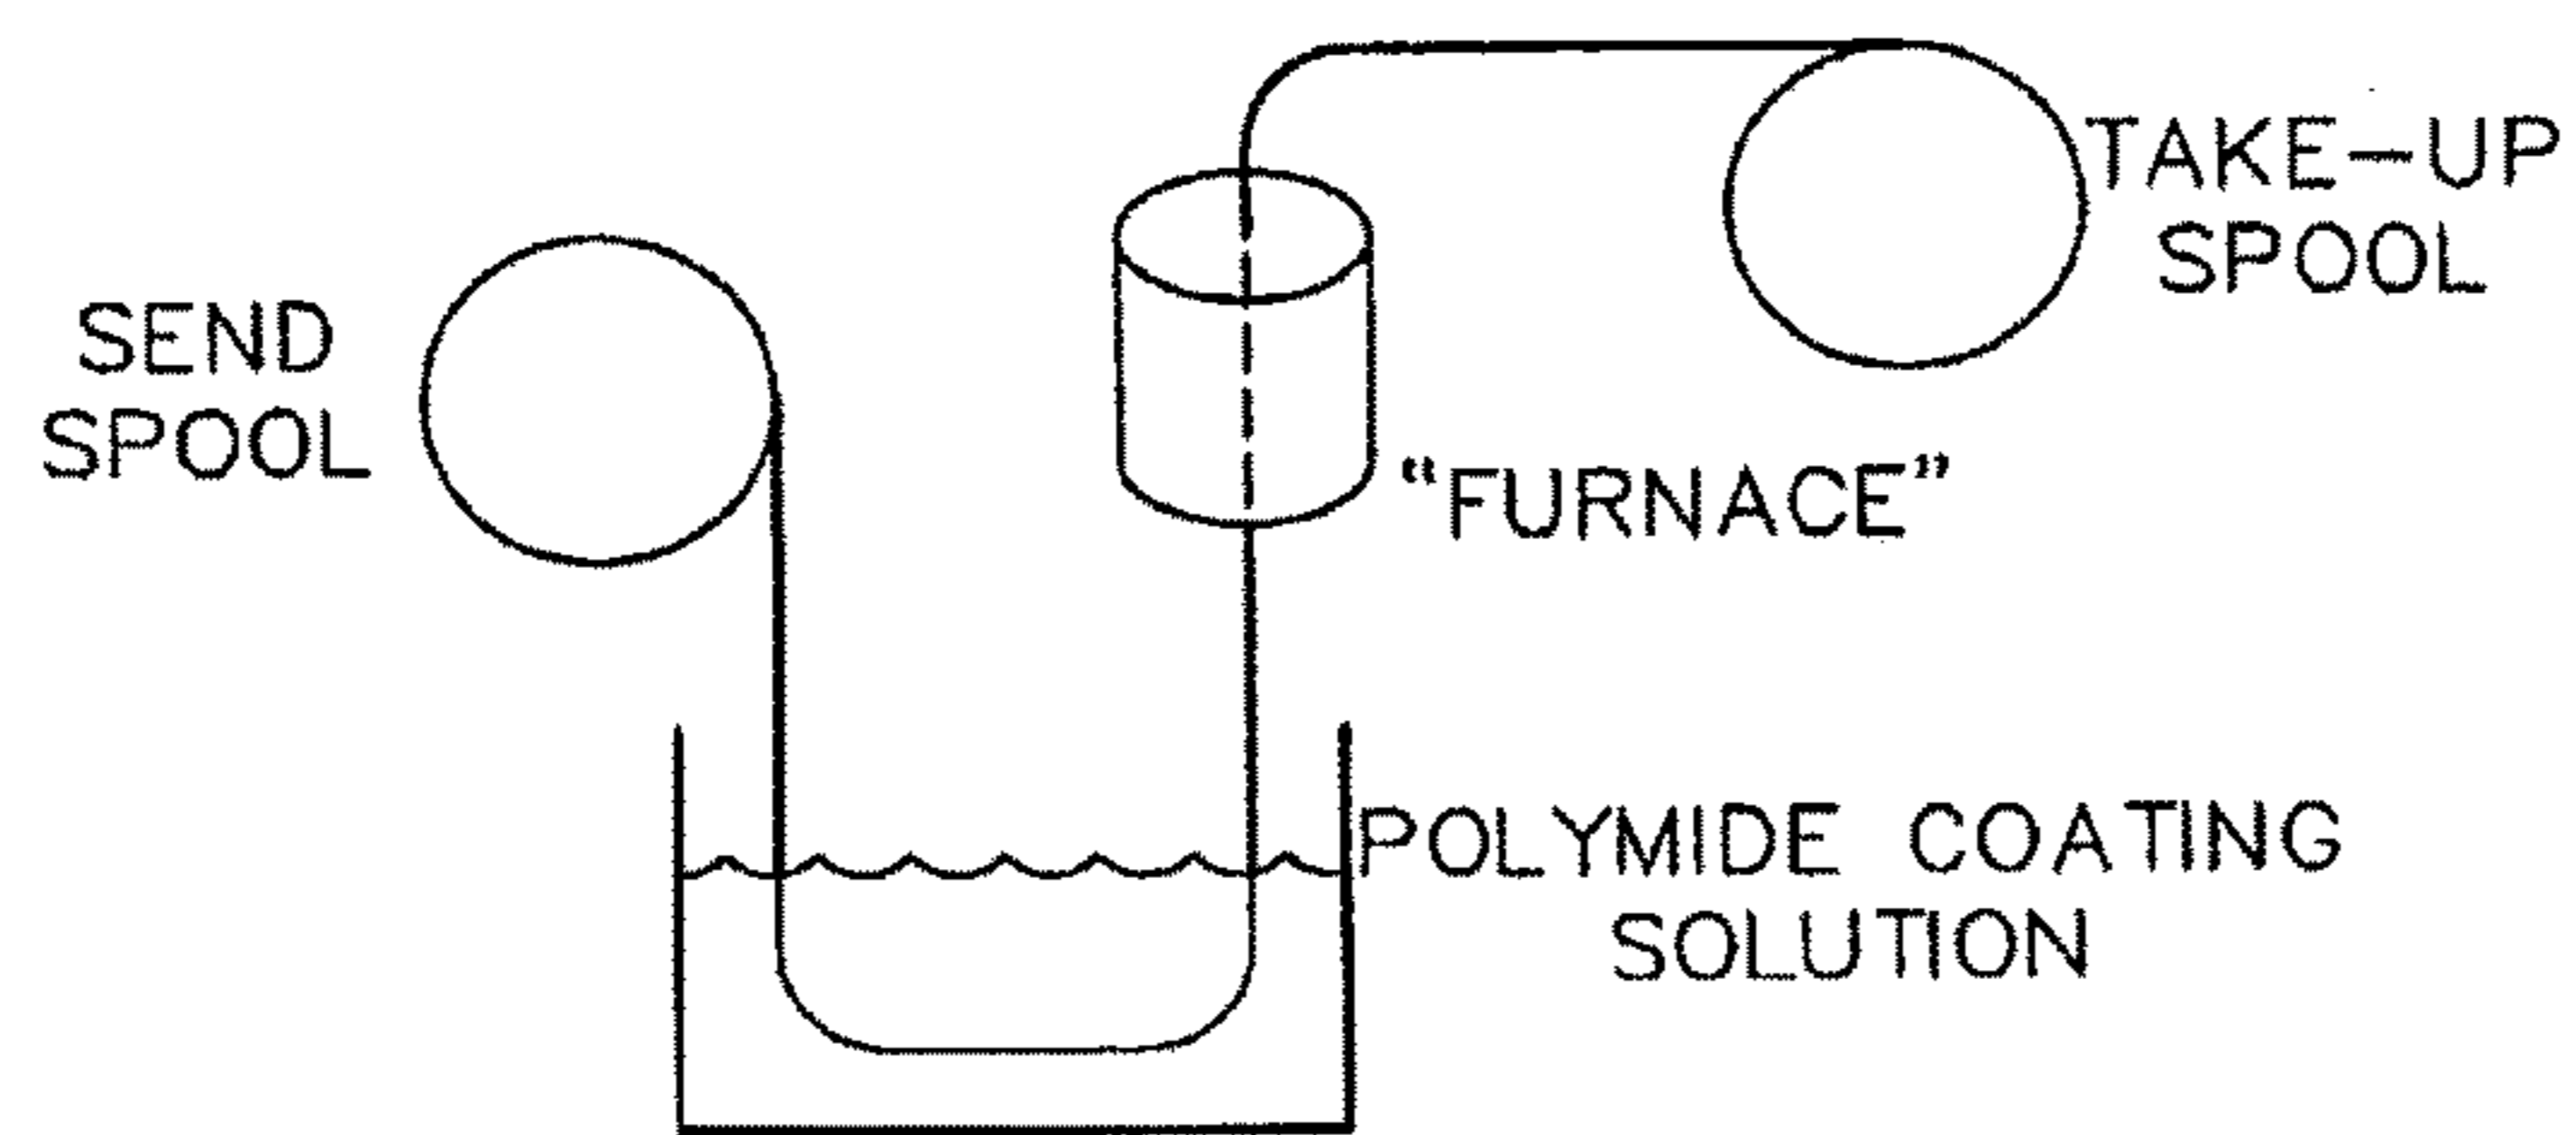 SEND
SPOOL
TAKE-UP
SPOOL
"FURNACE"
POLYMIDE COATING
SOLUTION